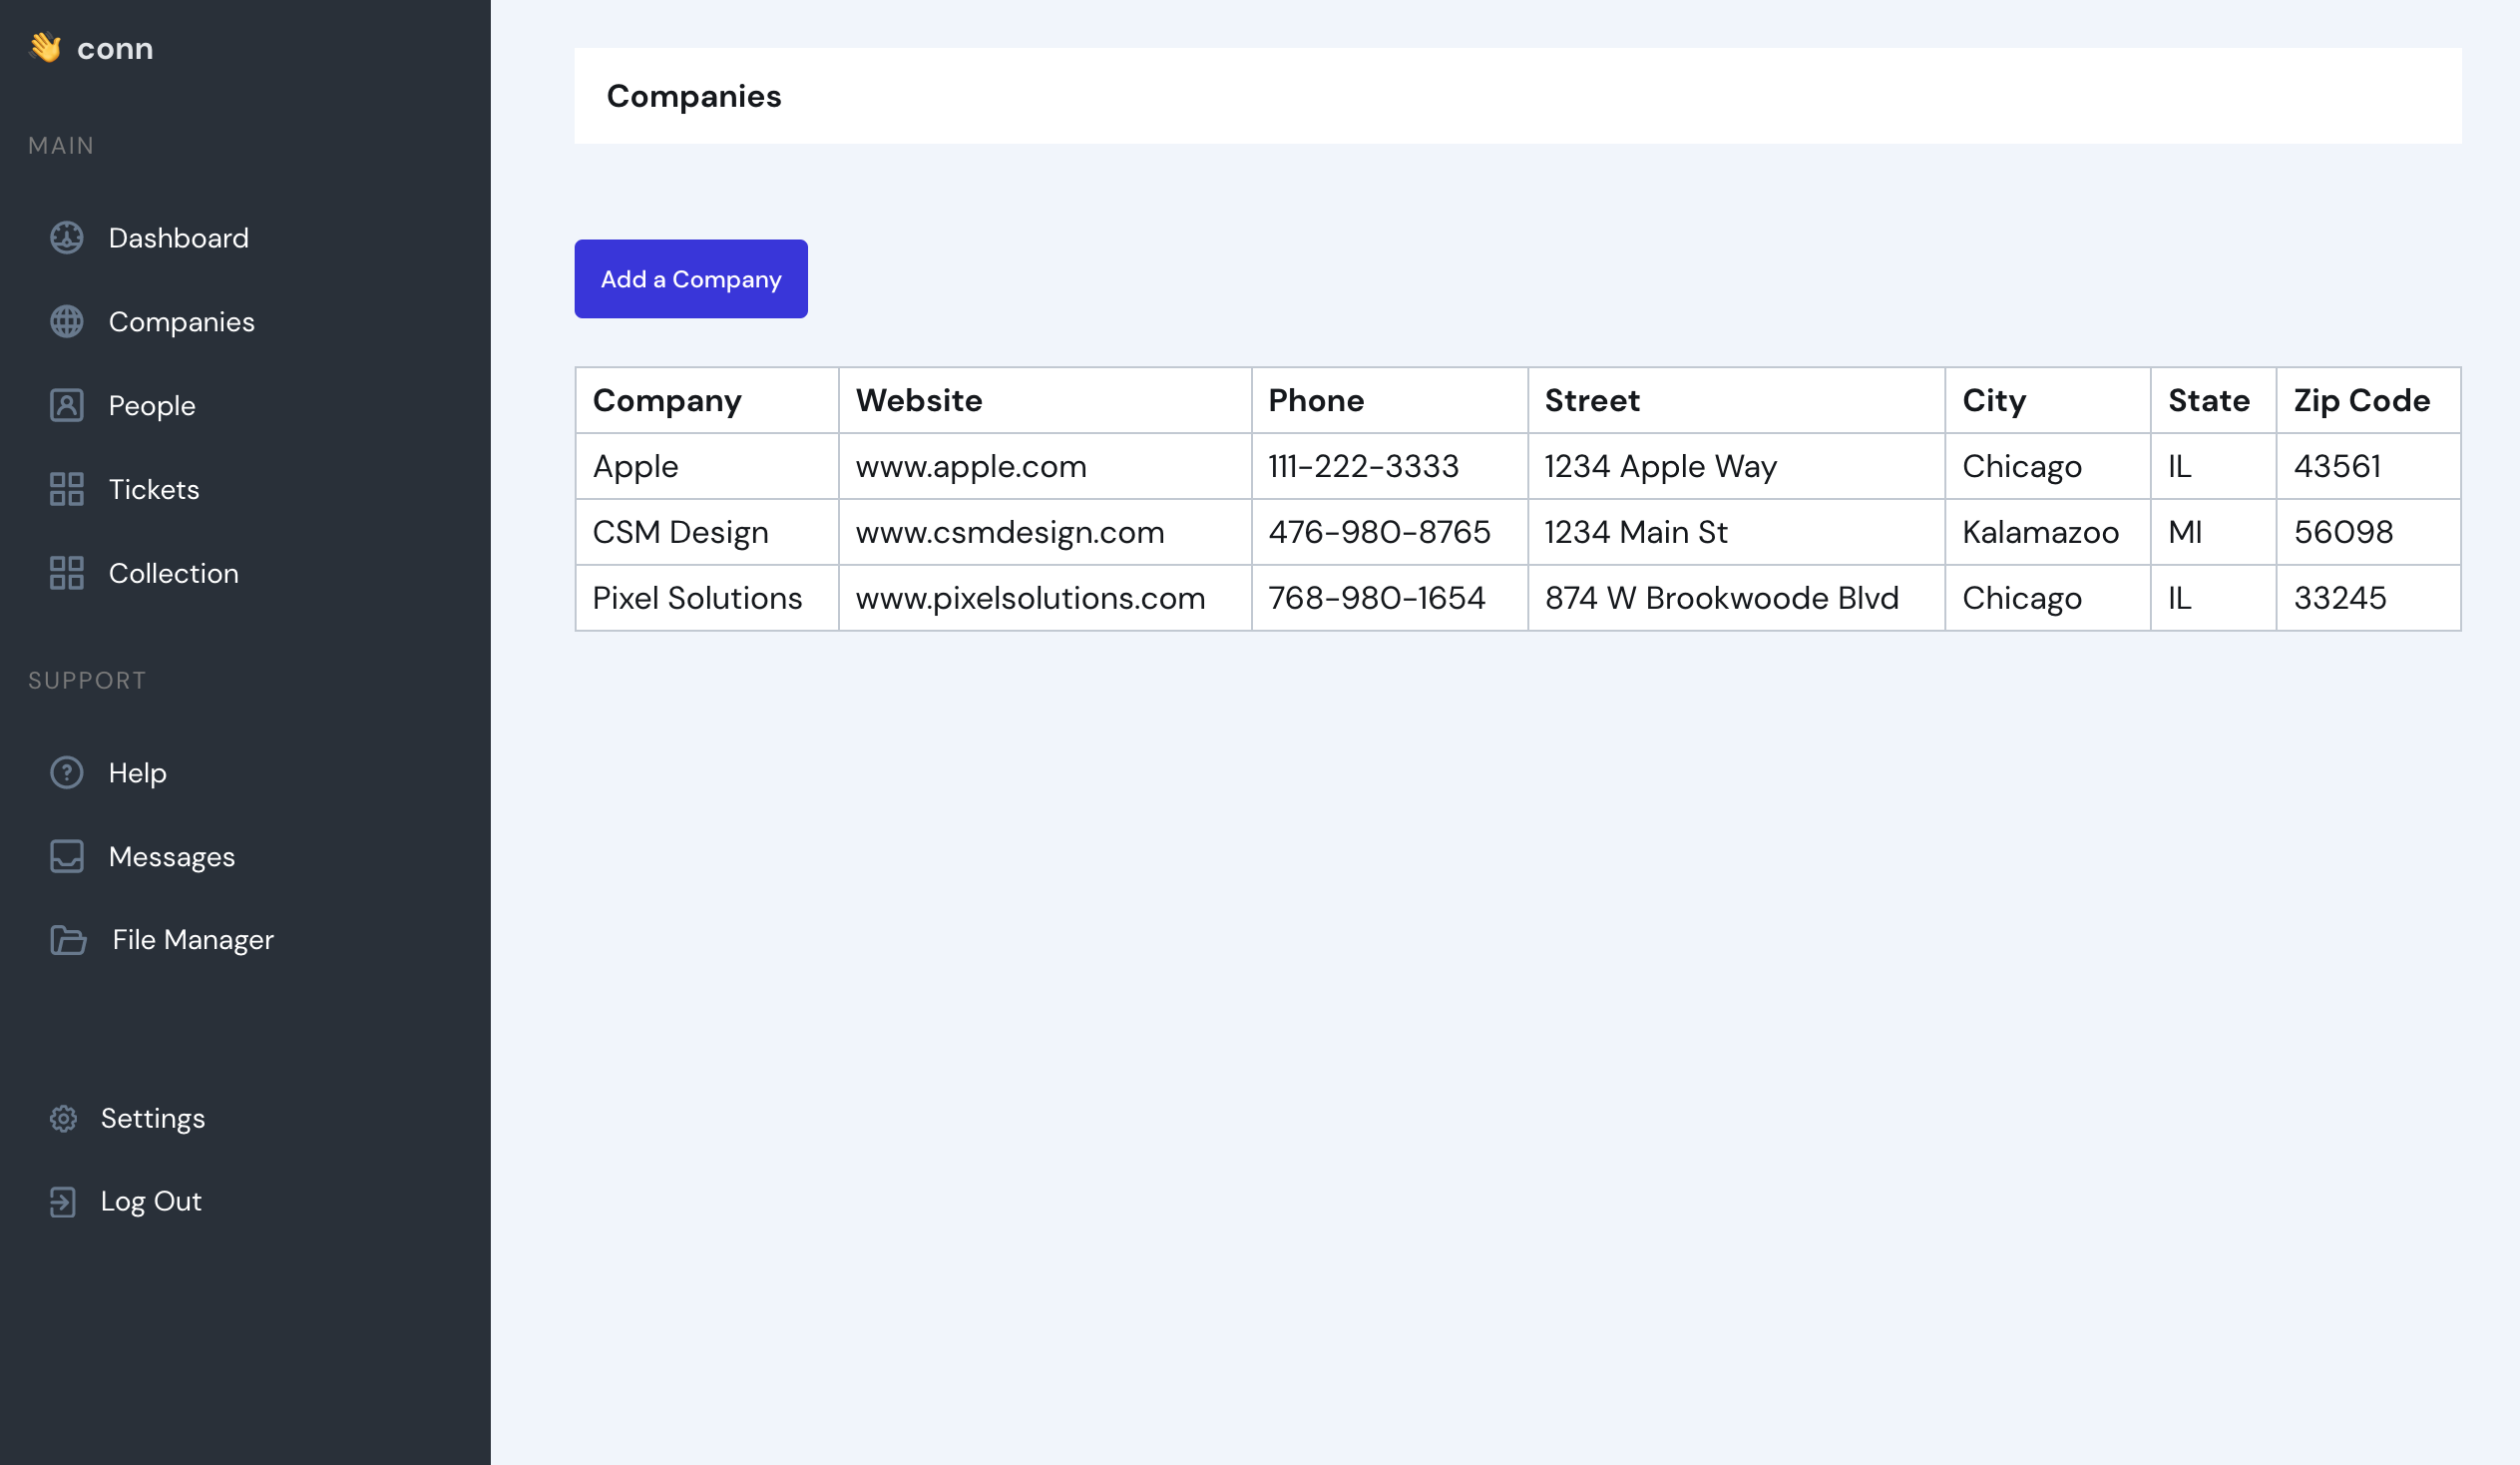 conn
MAIN
Dashboard
Companies
People
Tickets
Collection
SUPPORT
Help
Messages
File Manager
Settings
Log Out
Companies
Add a Company
Company Website Phone Street City State Zip Code
Apple www.apple.com 111-222-3333 1234 Apple Way Chicago IL 43561
CSM Design www.csmdesign.com 476-980-8765 1234 Main St Kalamazoo MI 56098
Pixel Solutions www.pixelsolutions.com 768-980-1654 874 W Brookwoode Blvd Chicago IL 33245